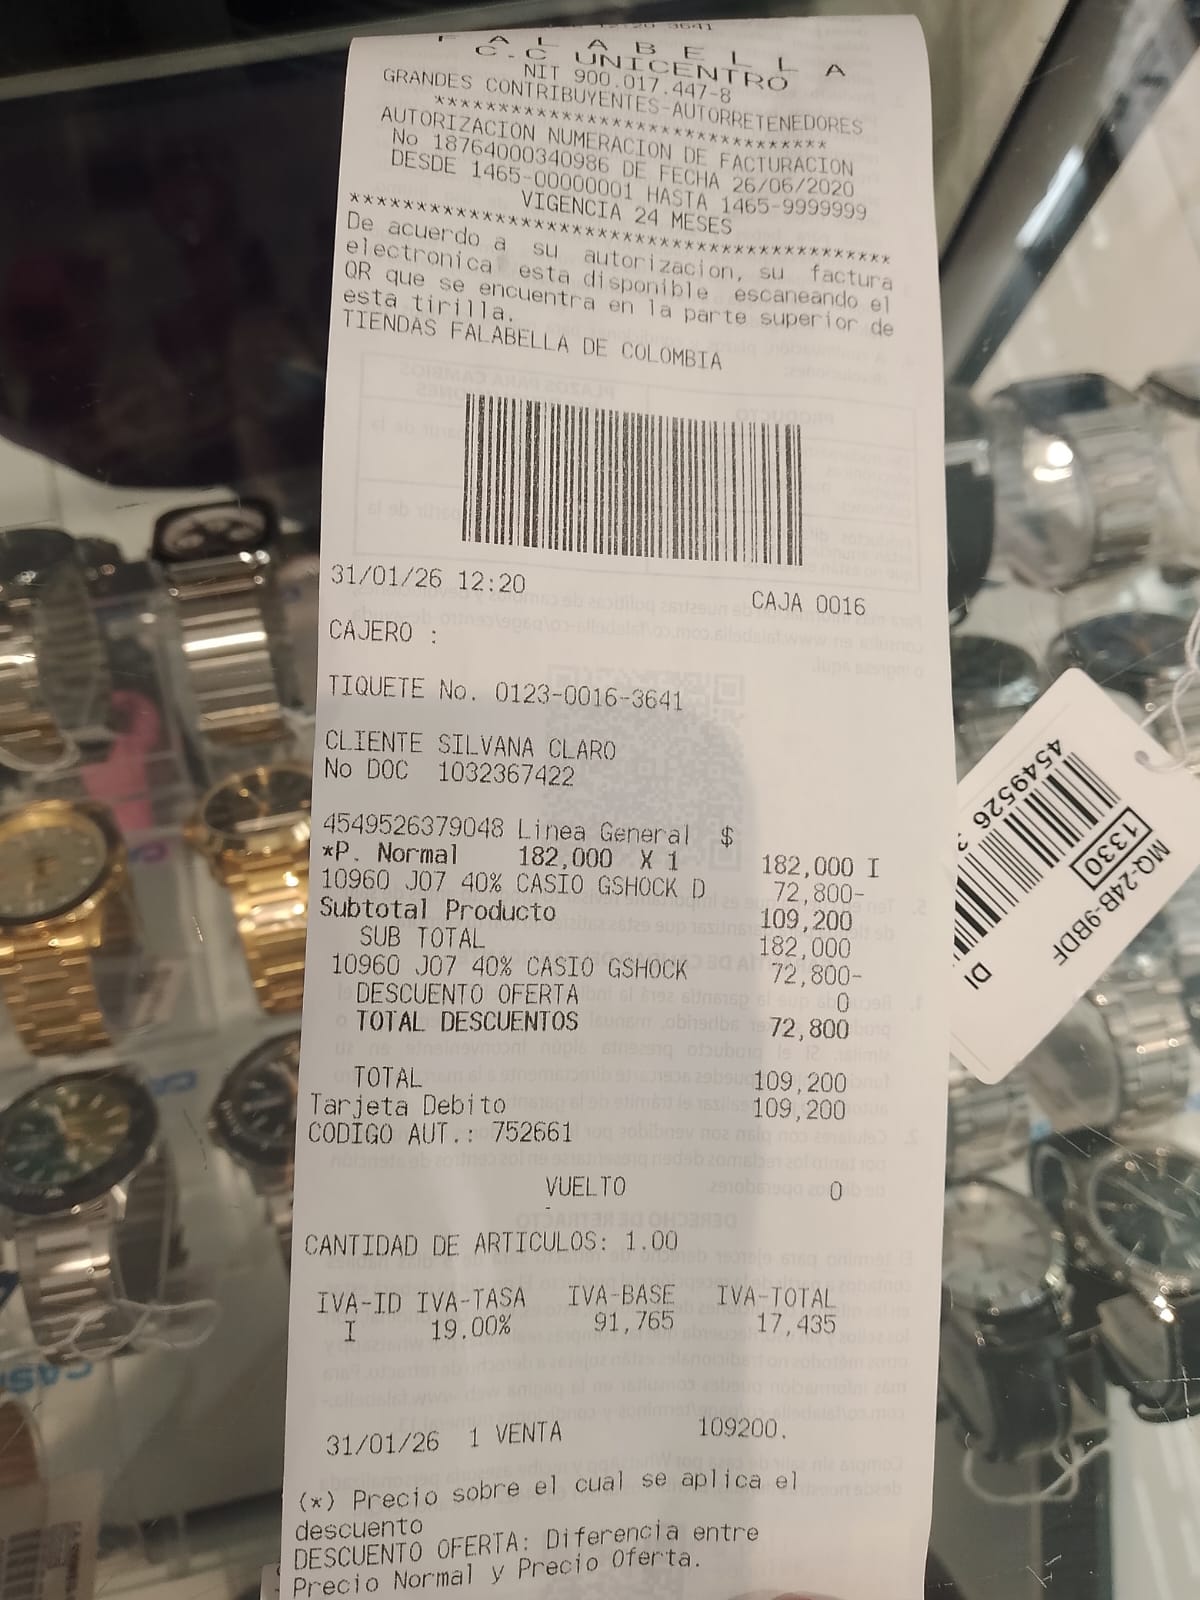 12:20 3641
F A L A B E L L A
C.C UNICENTRO
NIT 900.017.447-8
GRANDES CONTRIBUYENTES-AUTORRETENEDORES
*******************************
AUTORIZACION NUMERACION DE FACTURACION
No 18764000340986 DE FECHA 26/06/2020
DESDE 1465-00000001 HASTA 1465-9999999
VIGENCIA 24 MESES
******************************************
De acuerdo a su autorizacion, su factura
electronica esta disponible escaneando el
QR que se encuentra en la parte superior de
esta tirilla.
TIENDAS FALABELLA DE COLOMBIA
31/01/26 12:20 CAJA 0016
CAJERO :
TIQUETE No. 0123-0016-3641
CLIENTE SILVANA CLARO
No DOC 1032367422
4549526379048 Linea General $
*P. Normal 182,000 X 1 182,000 I
10960 J07 40% CASIO GSHOCK D 72,800-
Subtotal Producto 109,200
SUB TOTAL 182,000
10960 J07 40% CASIO GSHOCK 72,800-
DESCUENTO OFERTA 0
TOTAL DESCUENTOS 72,800
TOTAL 109,200
Tarjeta Debito 109,200
CODIGO AUT.: 752661
VUELTO 0
CANTIDAD DE ARTICULOS: 1.00
IVA-ID IVA-TASA IVA-BASE IVA-TOTAL
I 19.00% 91,765 17,435
31/01/26 1 VENTA 109200.
(*) Precio sobre el cual se aplica el
descuento
DESCUENTO OFERTA: Diferencia entre
Precio Normal y Precio Oferta.
4549526
1330
MQ-24B-9BDF
DI